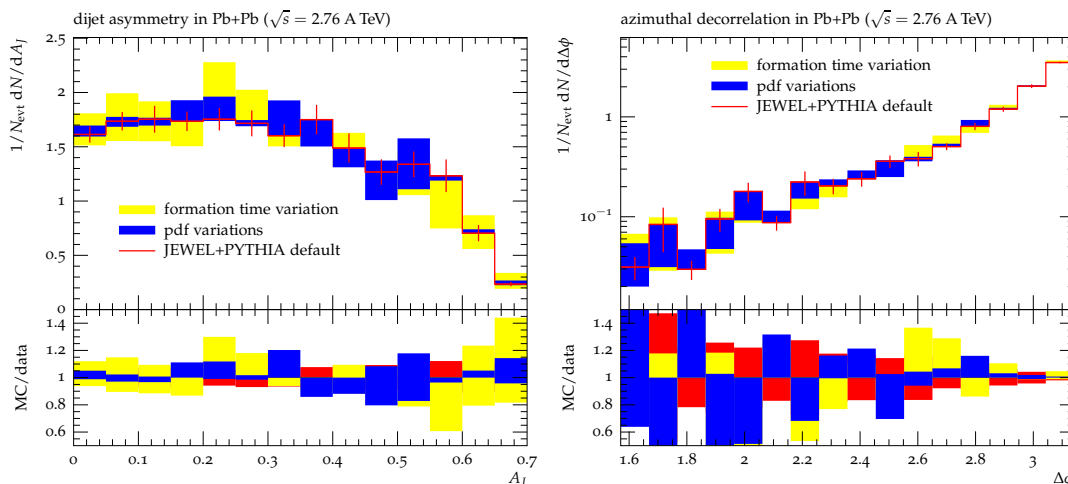 dijet asymmetry in Pb+Pb (√s = 2.76 A TeV)
1/N_evt dN/dA_J
2.5
2
1.5
1
0.5
0
formation time variation
pdf variations
JEWEL+PYTHIA default
MC/data
1.4
1.2
1.0
0.8
0.6
0 0.1 0.2 0.3 0.4 0.5 0.6 0.7
A_J
azimuthal decorrelation in Pb+Pb (√s = 2.76 A TeV)
1/N_evt dN/dΔϕ
formation time variation
pdf variations
JEWEL+PYTHIA default
1
10⁻¹
MC/data
1.4
1.2
1.0
0.8
0.6
1.6 1.8 2 2.2 2.4 2.6 2.8 3